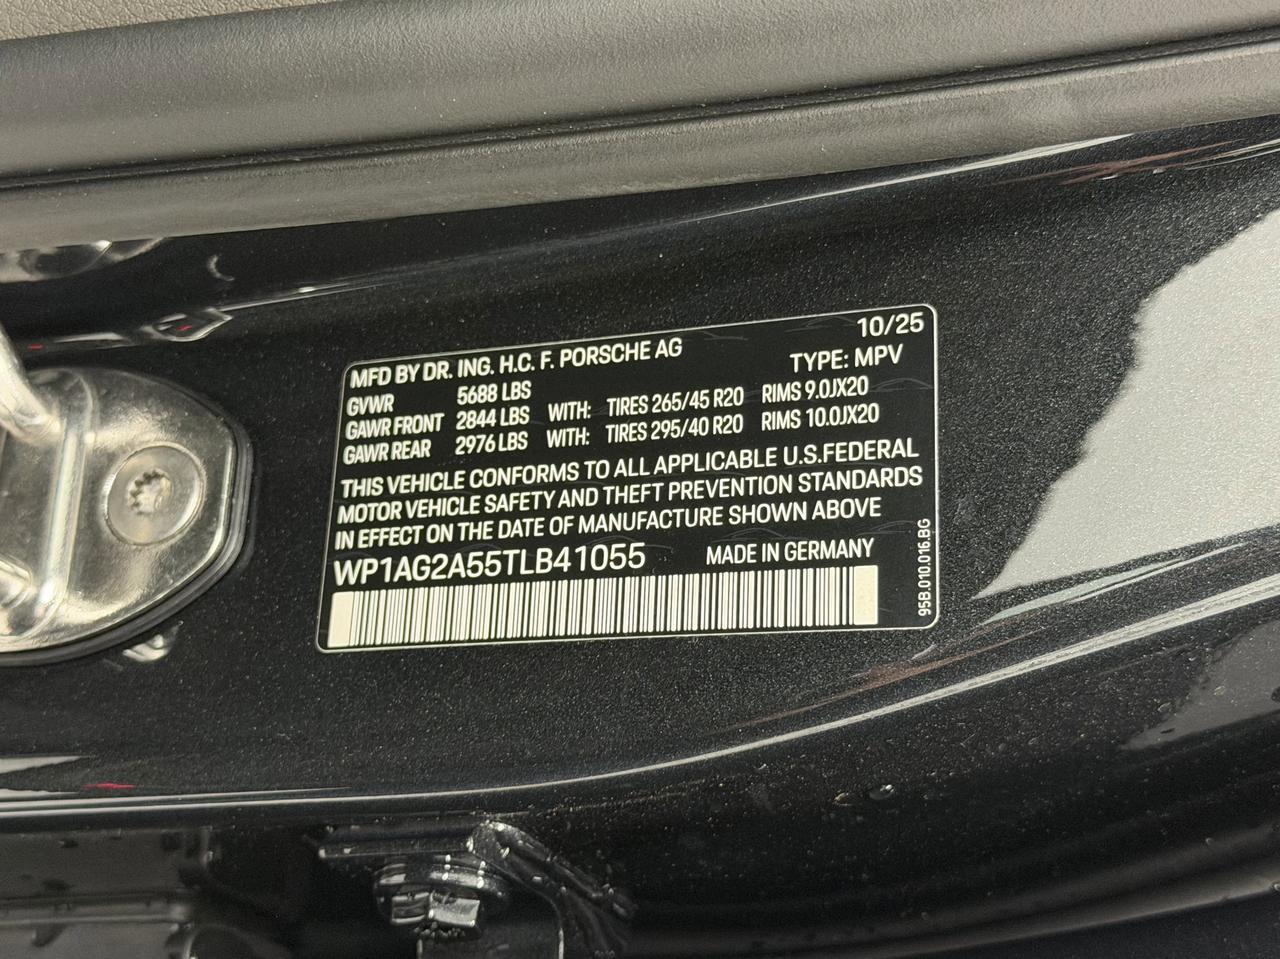 10/25
MFD BY DR. ING. H.C. F. PORSCHE AG
TYPE: MPV
GVWR 5688 LBS
GAWR FRONT 2844 LBS WITH: TIRES 265/45 R20 RIMS 9.0JX20
GAWR REAR 2976 LBS WITH: TIRES 295/40 R20 RIMS 10.0JX20
THIS VEHICLE CONFORMS TO ALL APPLICABLE U.S.FEDERAL
MOTOR VEHICLE SAFETY AND THEFT PREVENTION STANDARDS
IN EFFECT ON THE DATE OF MANUFACTURE SHOWN ABOVE
WP1AG2A55TLB41055 MADE IN GERMANY
95B.010.016.BG